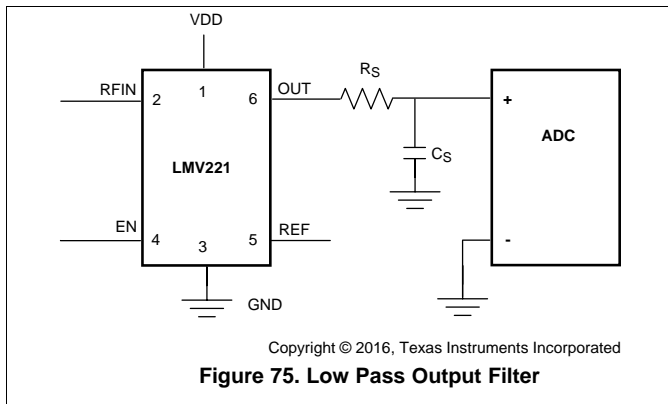 VDD
RFIN
2
1
6
OUT
RS
+
ADC
LMV221
CS
EN
4
3
5
REF
-
GND
Copyright © 2016, Texas Instruments Incorporated
Figure 75. Low Pass Output Filter